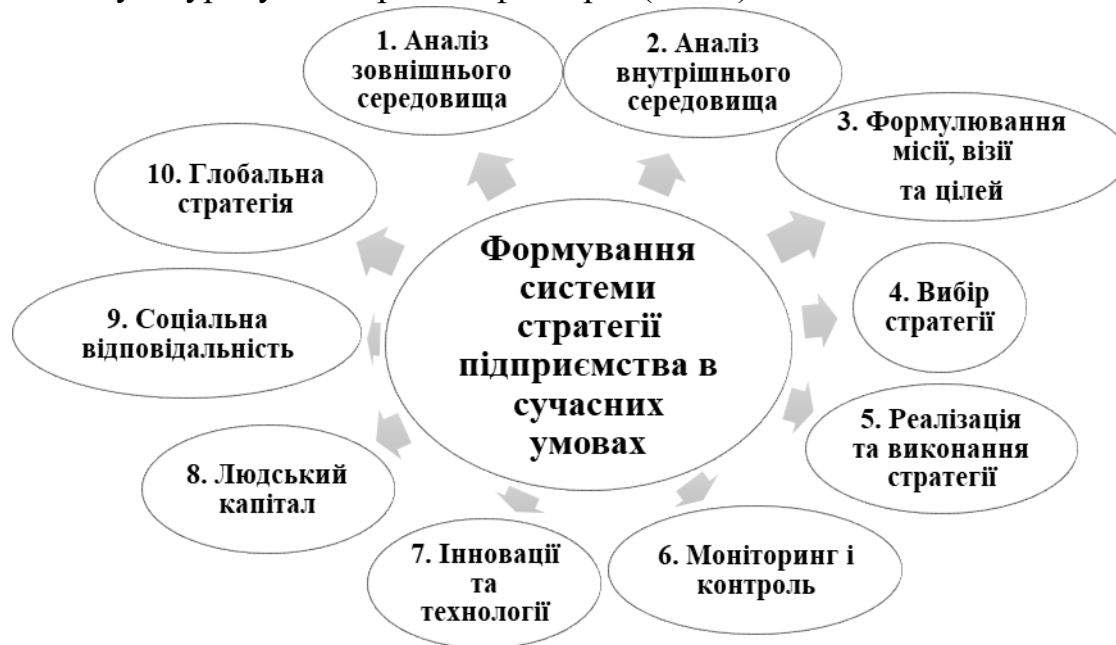 1. Аналіз
зовнішнього
середовища
2. Аналіз
внутрішнього
середовища
3. Формулювання
місії, візії
та цілей
4. Вибір
стратегії
5. Реалізація
та виконання
стратегії
6. Моніторинг і
контроль
7. Інновації
та
технології
8. Людський
капітал
9. Соціальна
відповідальність
10. Глобальна
стратегія
Формування
системи
стратегії
підприємства в
сучасних
умовах